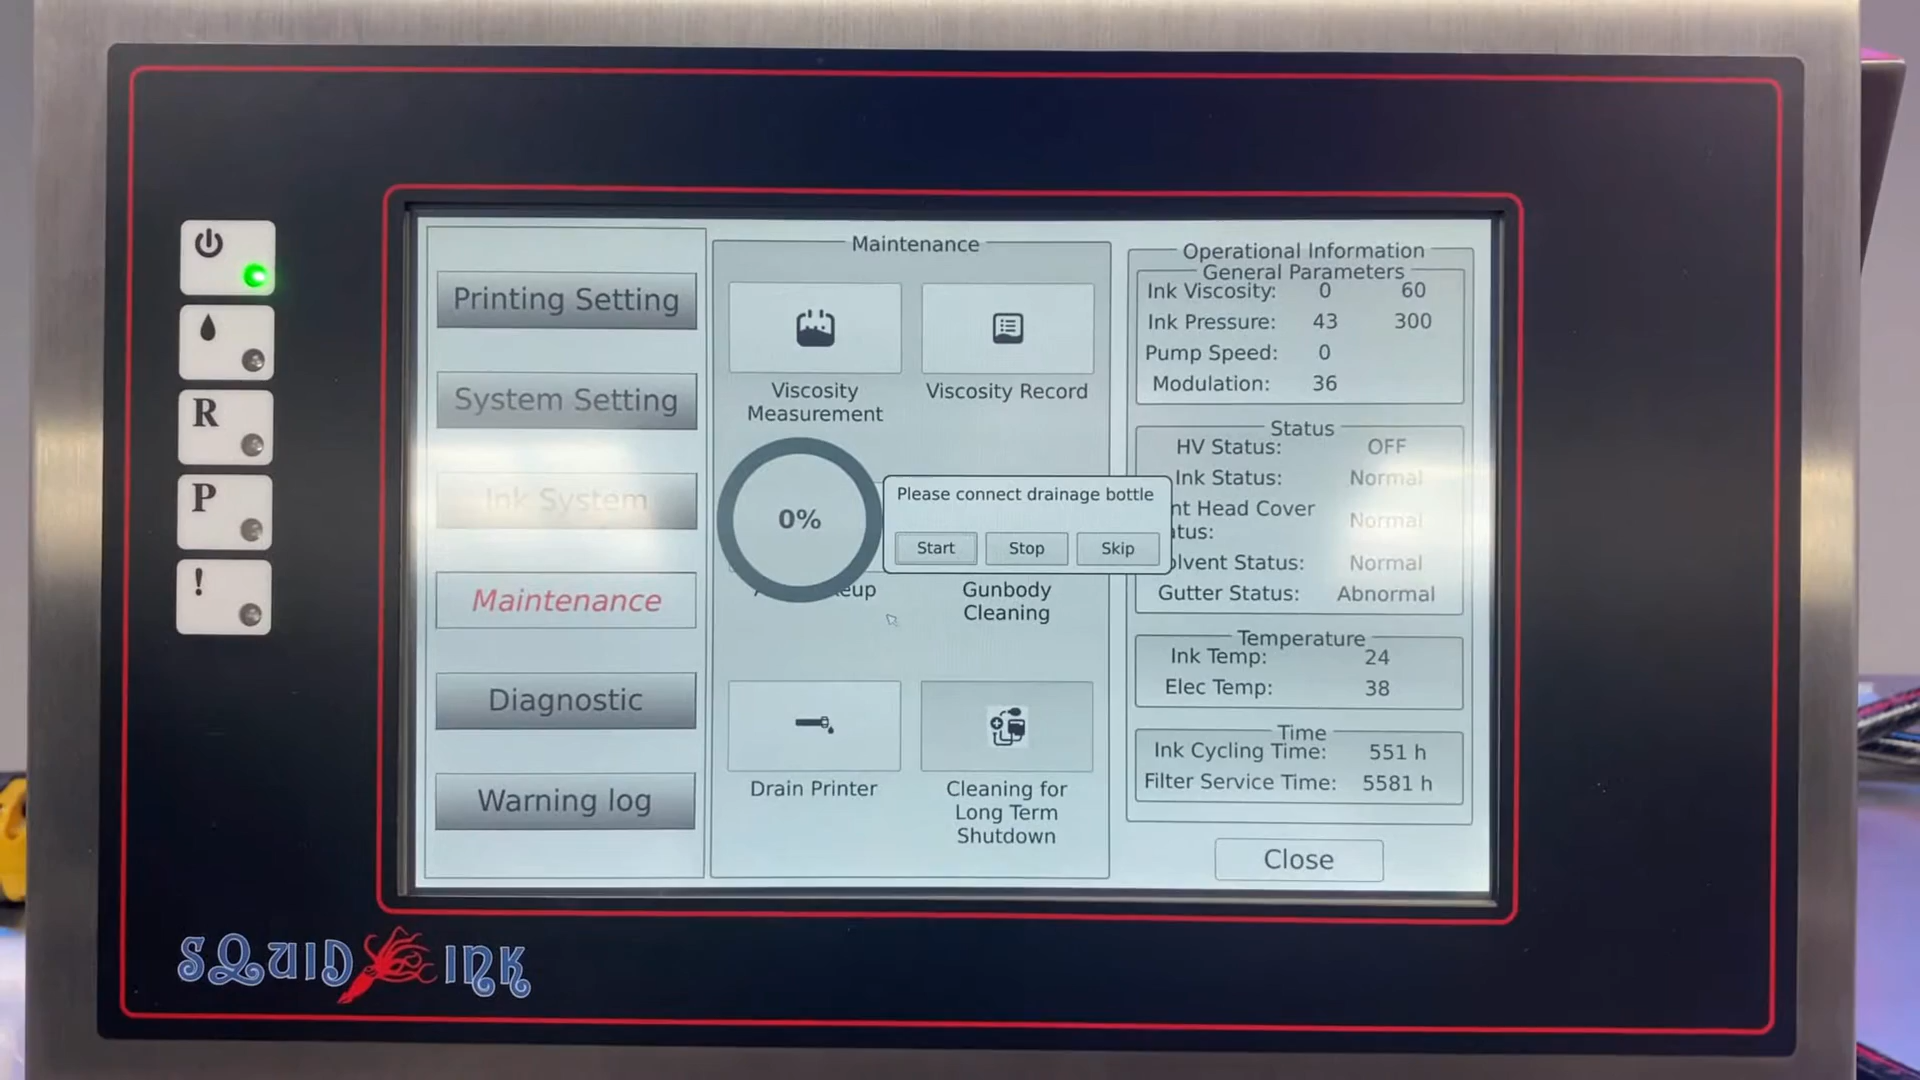 R
P
!
Printing Setting
System Setting
Ink System
Maintenance
Diagnostic
Warning log
Maintenance
Viscosity
Measurement
Viscosity Record
0%
Please connect drainage bottle
Start
Stop
Skip
Gunbody
Cleaning
Drain Printer
Cleaning for
Long Term
Shutdown
Operational Information
General Parameters
Ink Viscosity: 0 60
Ink Pressure: 43 300
Pump Speed: 0
Modulation: 36
Status
HV Status: OFF
Ink Status: Normal
Head Cover
Normal
Status: Normal
Gutter Status: Abnormal
Temperature
Ink Temp: 24
Elec Temp: 38
Time
Ink Cycling Time: 551 h
Filter Service Time: 5581 h
Close
SQUID INK